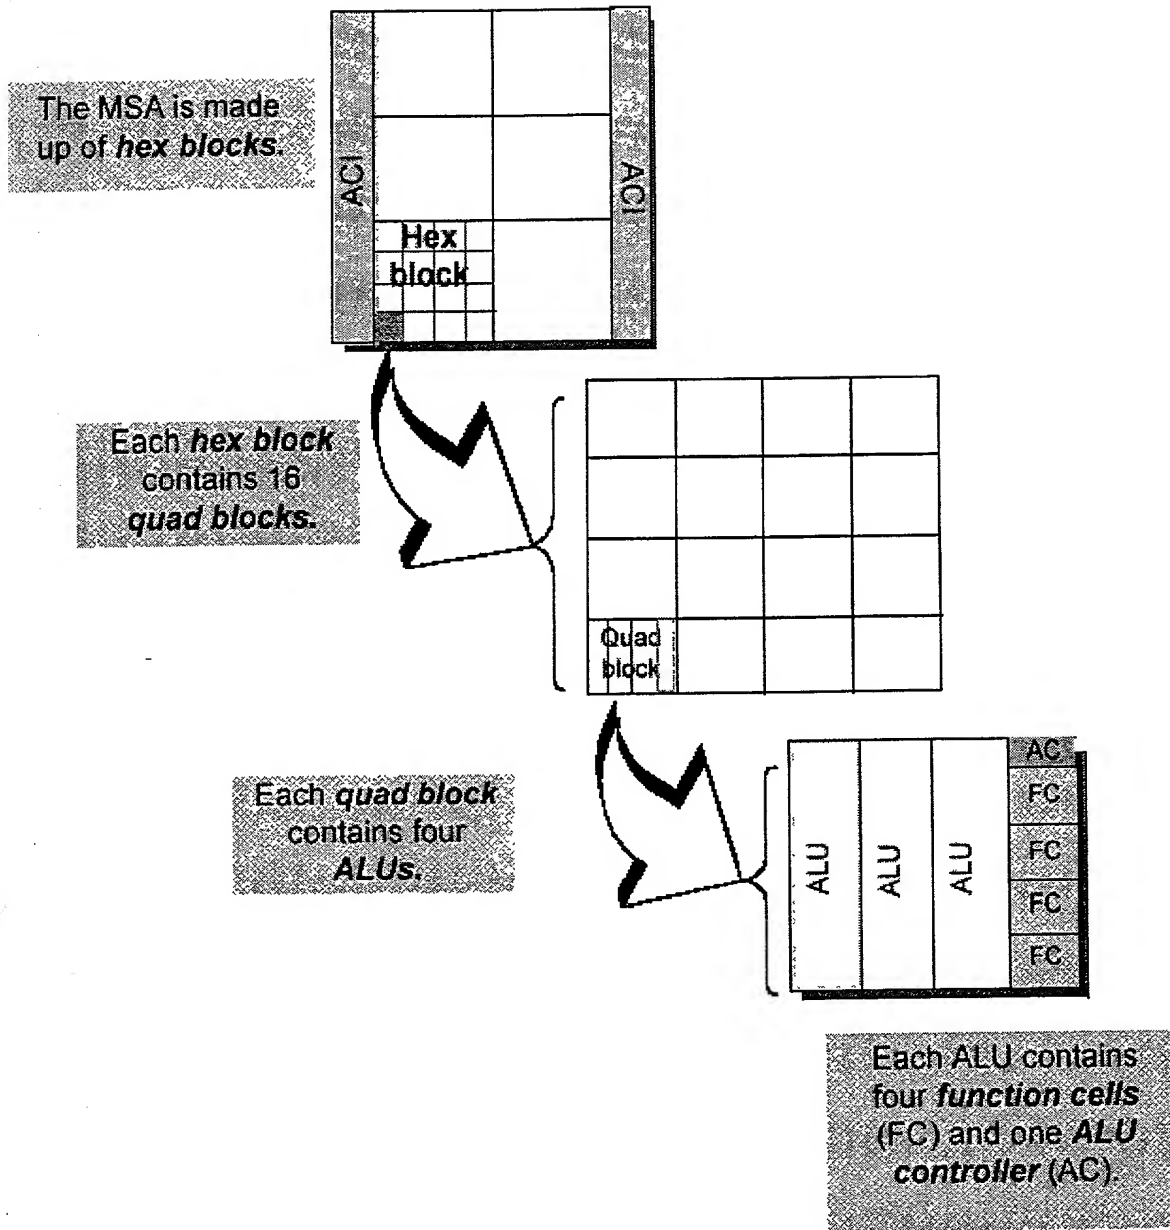 The MSA is made
up of hex blocks.
ACI
ACI
Hex
block
Each hex block
contains 16
quad blocks.
Quad
block
Each quad block
contains four
ALUs.
ALU
ALU
ALU
AC
FC
FC
FC
FC
Each ALU contains
four function cells
(FC) and one ALU
controller (AC).